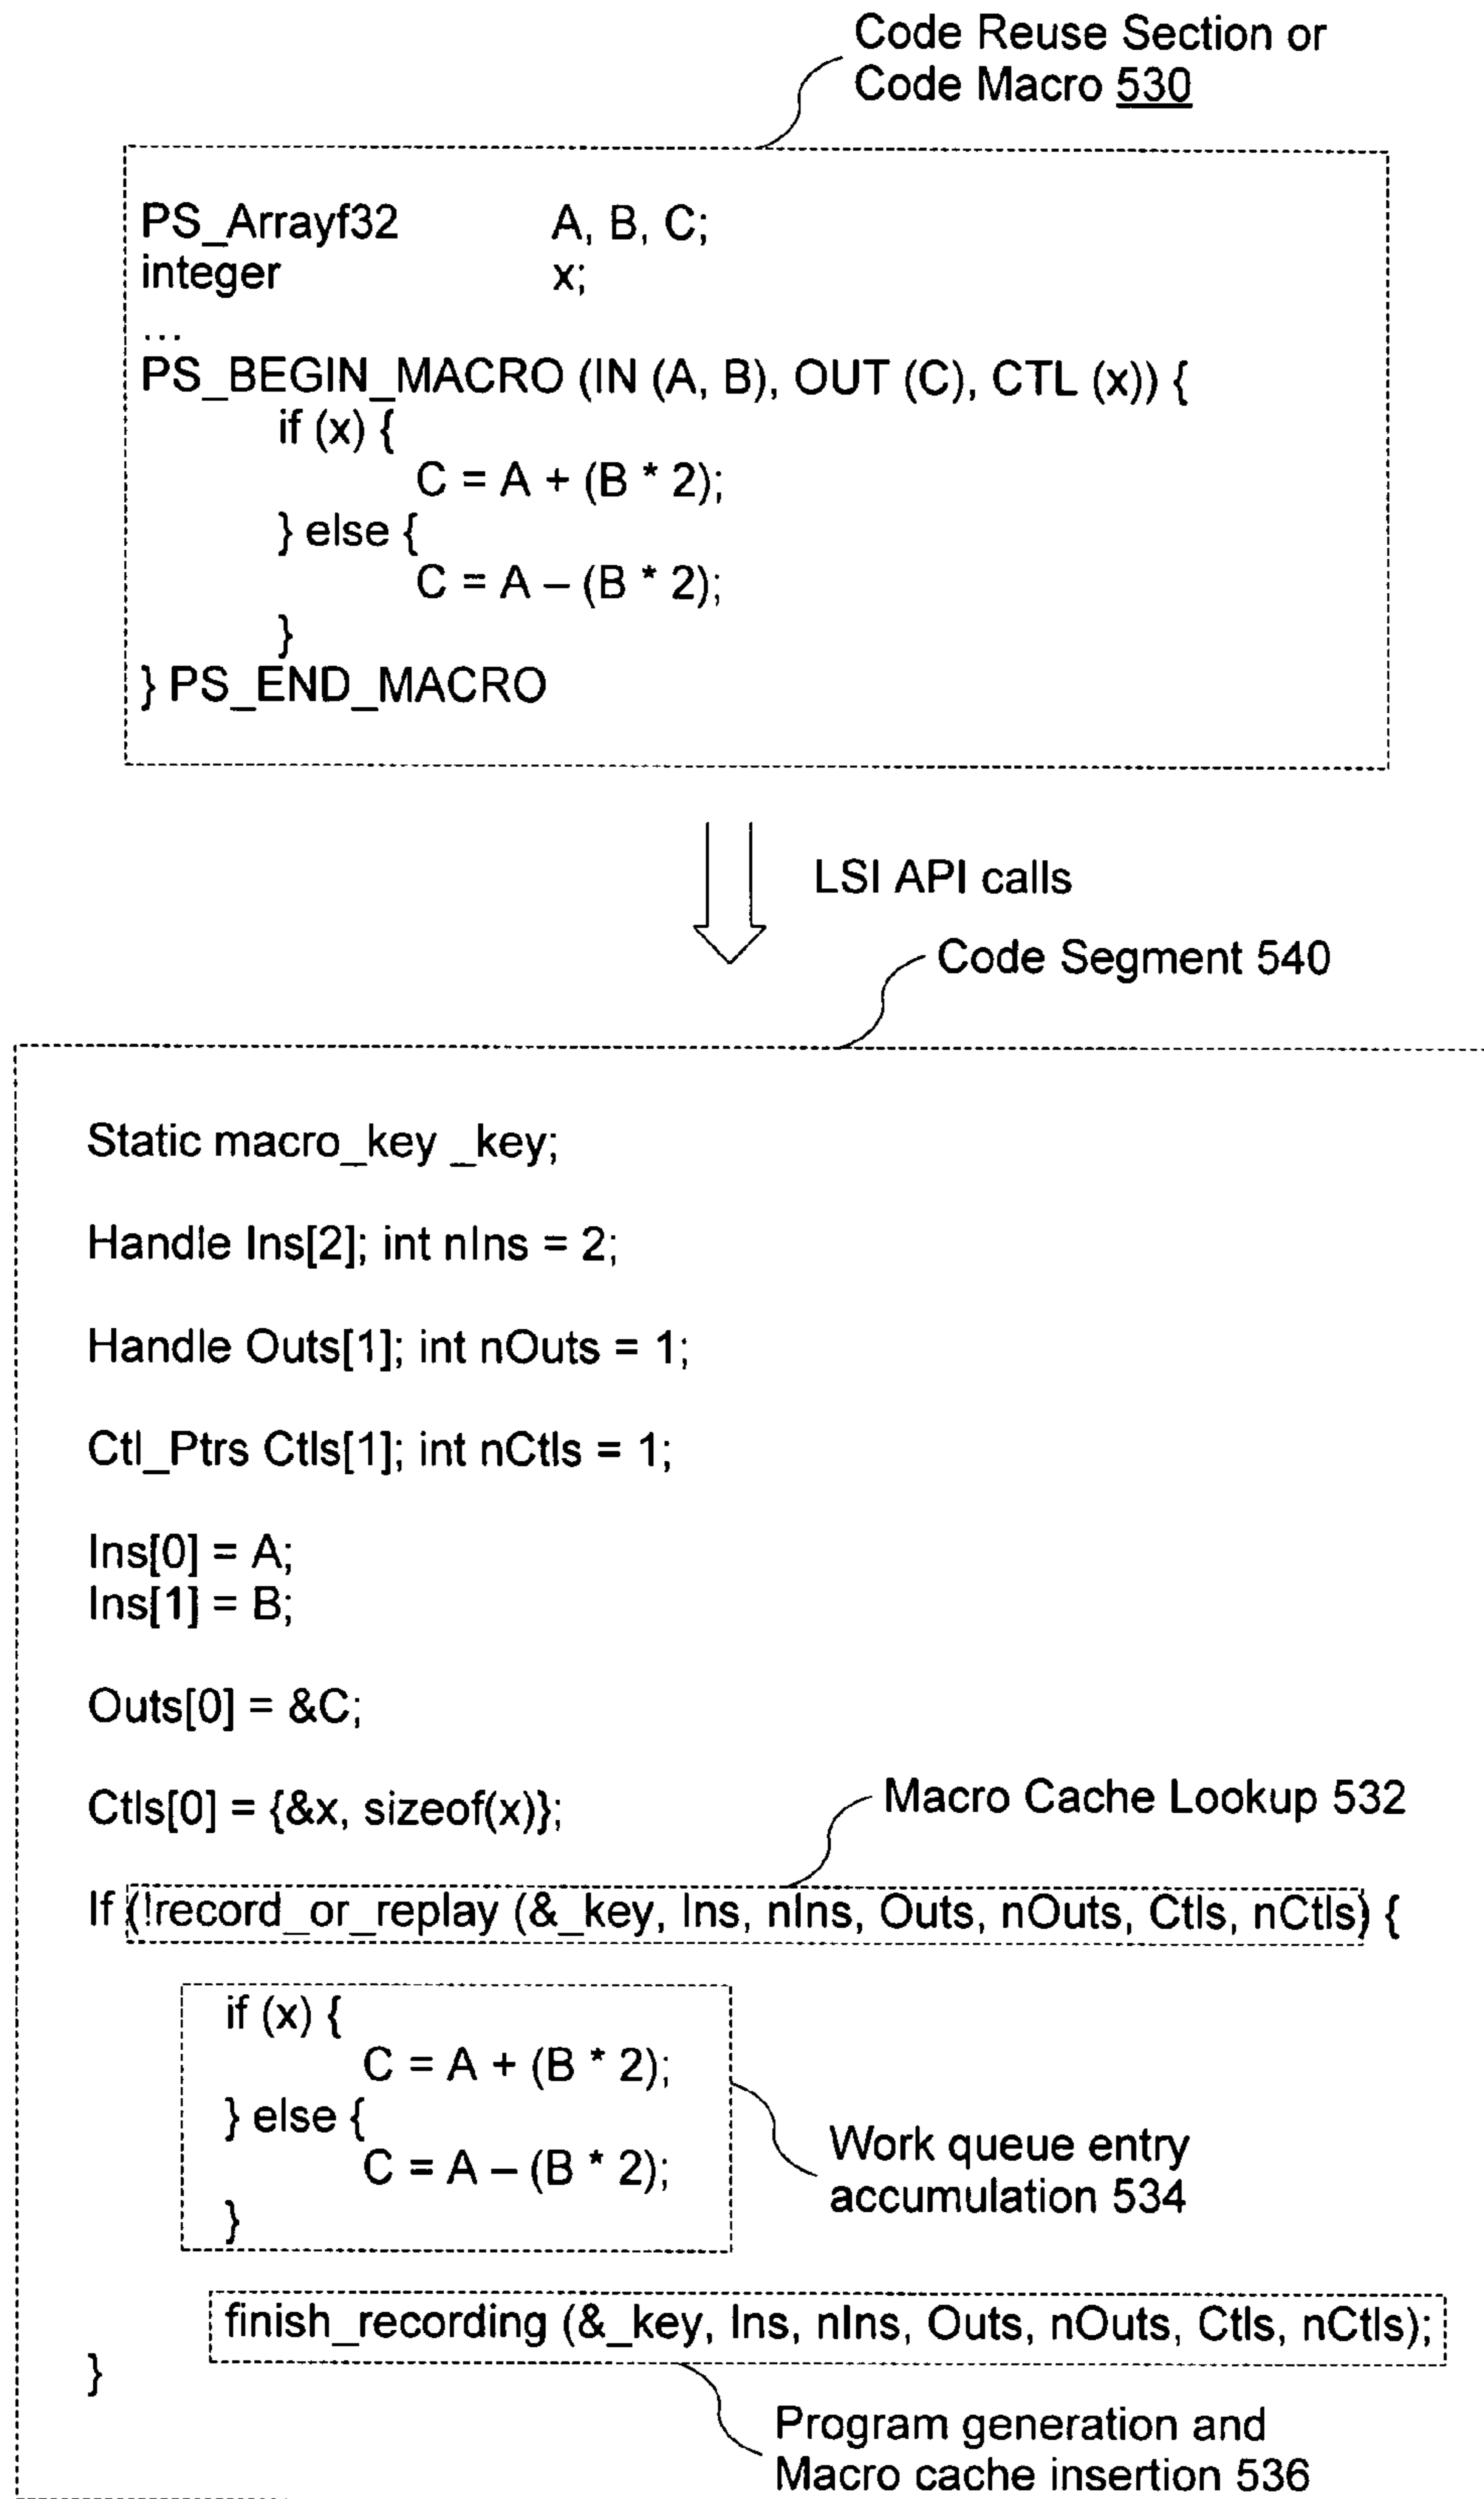 Code Reuse Section or
Code Macro 530
PS_Arrayf32 A, B, C;
integer x;
...
PS_BEGIN_MACRO (IN (A, B), OUT (C), CTL (x)) {
if (x) {
C = A + (B * 2);
} else {
C = A – (B * 2);
}
} PS_END_MACRO
LSI API calls
Code Segment 540
Static macro_key _key;
Handle Ins[2]; int nIns = 2;
Handle Outs[1]; int nOuts = 1;
Ctl_Ptrs Ctls[1]; int nCtls = 1;
Ins[0] = A;
Ins[1] = B;
Outs[0] = &C;
Ctls[0] = {&x, sizeof(x)};
Macro Cache Lookup 532
If (!record_or_replay (&_key, Ins, nIns, Outs, nOuts, Ctls, nCtls) {
if (x) {
C = A + (B * 2);
} else {
C = A – (B * 2);
}
Work queue entry
accumulation 534
finish_recording (&_key, Ins, nIns, Outs, nOuts, Ctls, nCtls);
}
Program generation and
Macro cache insertion 536